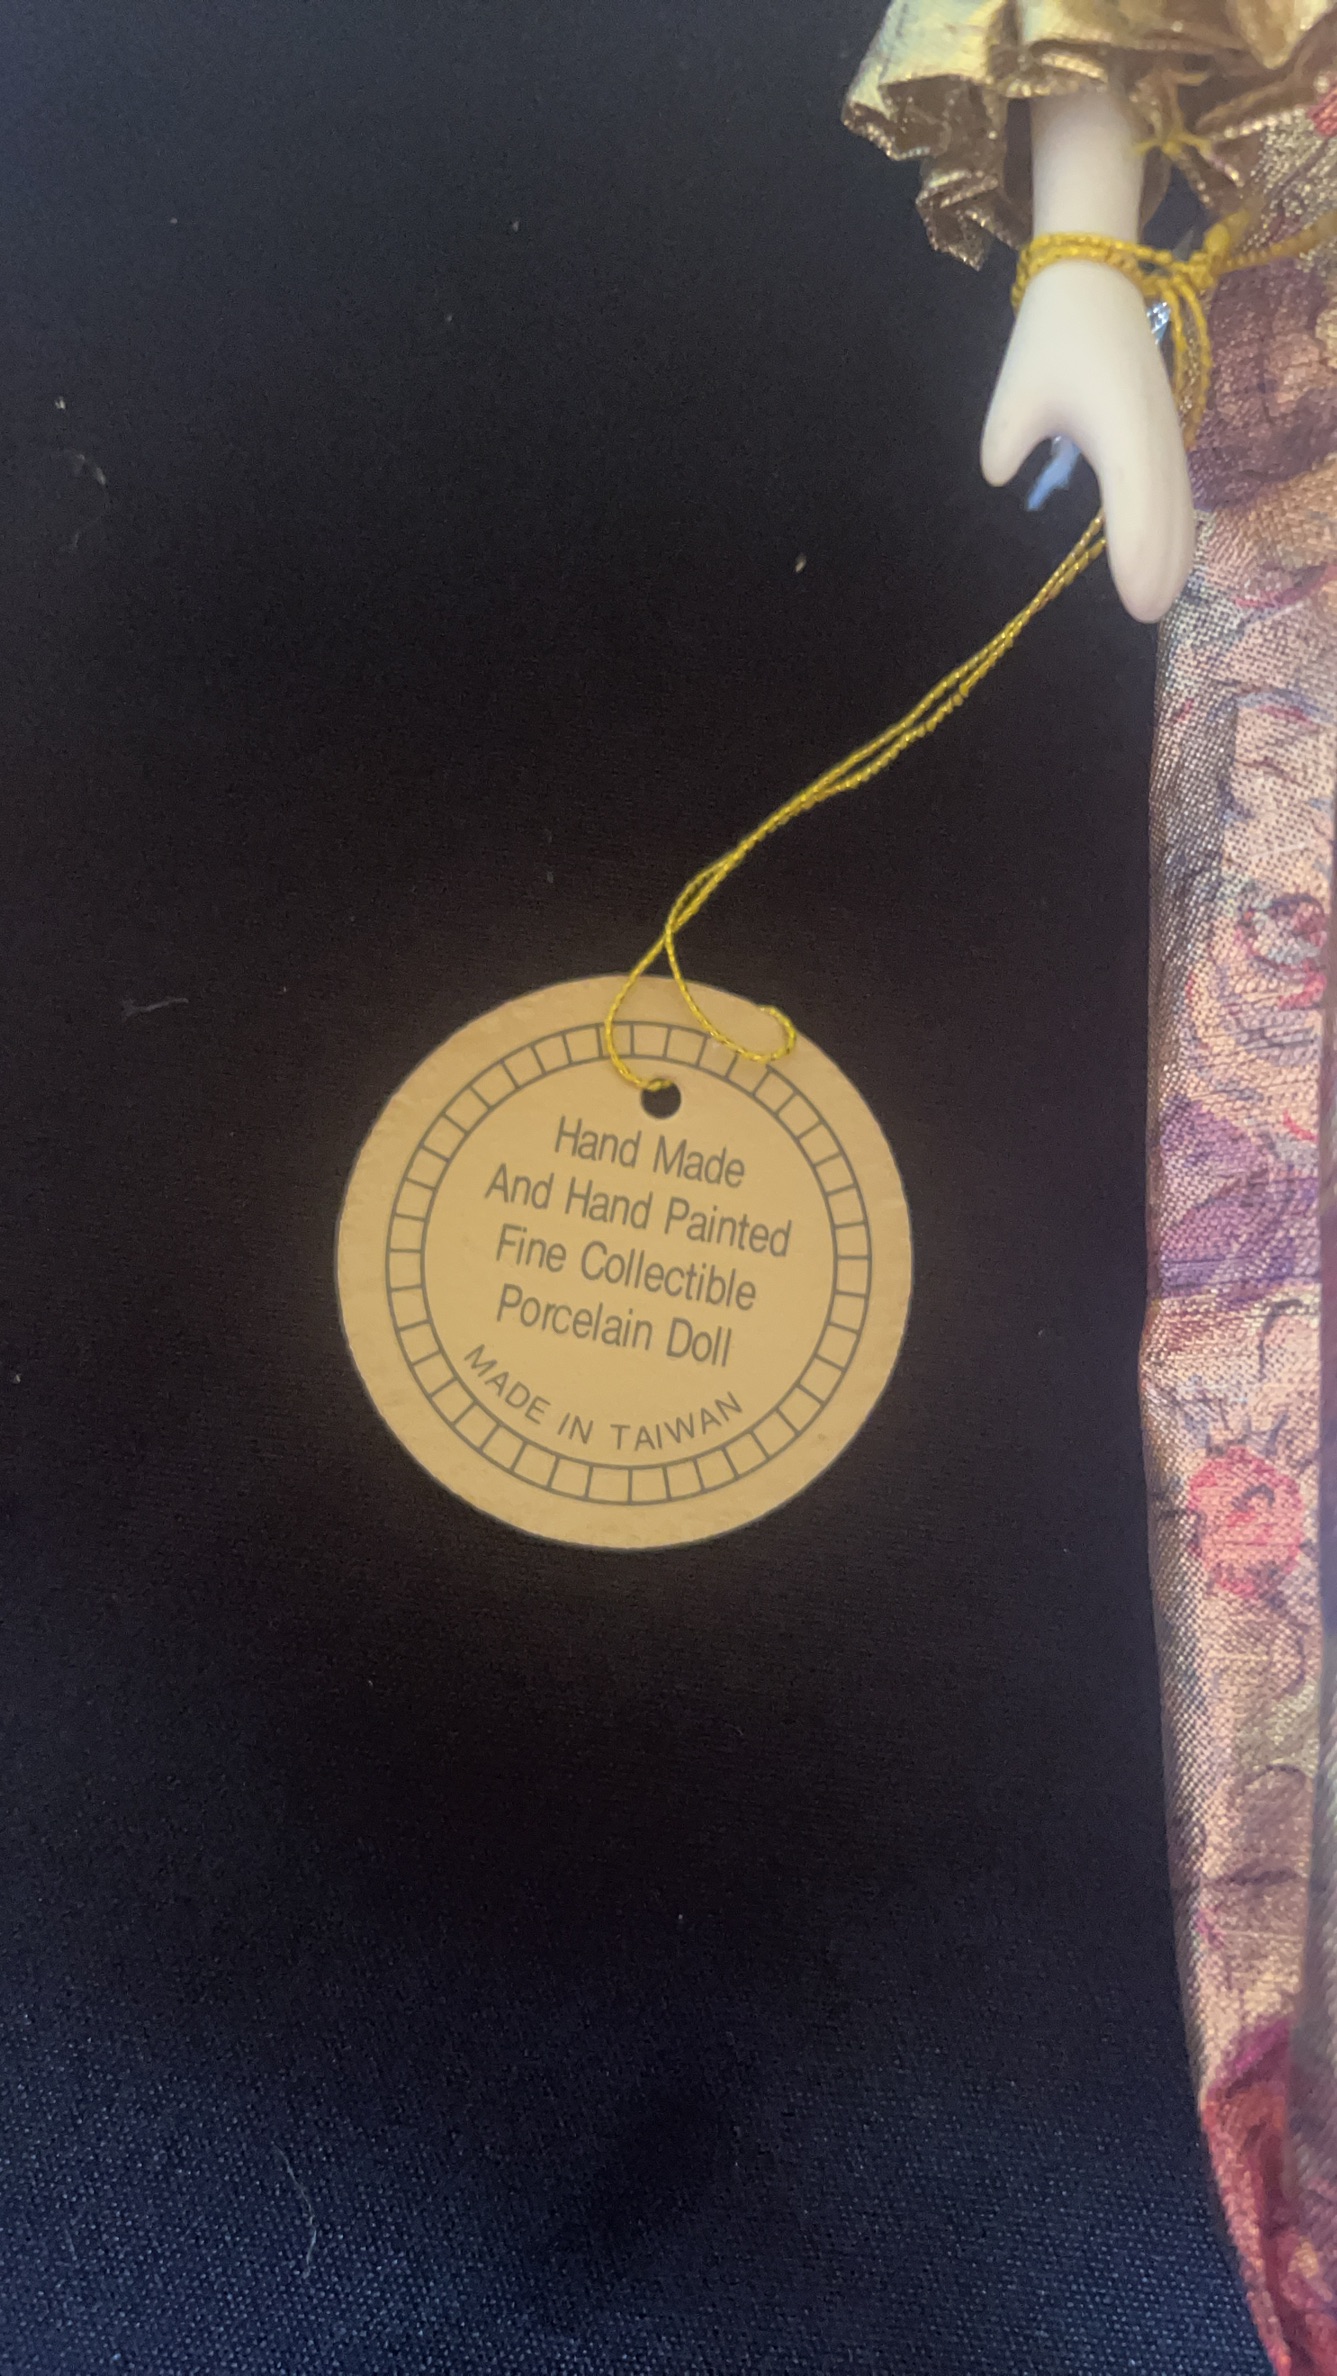 Hand Made
And Hand Painted
Fine Collectible
Porcelain Doll
MADE IN TAIWAN